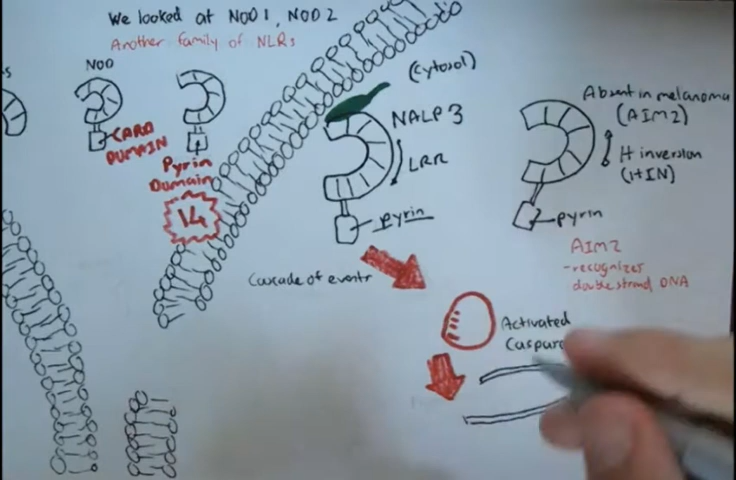 We looked at NOD1, NOD2
Another family of NLRs
NOD
CARD
DOMAIN
Pyrin
Domain
14
(cytosol)
NALP3
LRR
pyrin
Cascade of events
Absent in melanoma
(AIM2)
H inversion
(HIN)
pyrin
AIM2
-recognizes
double strand DNA
Activated